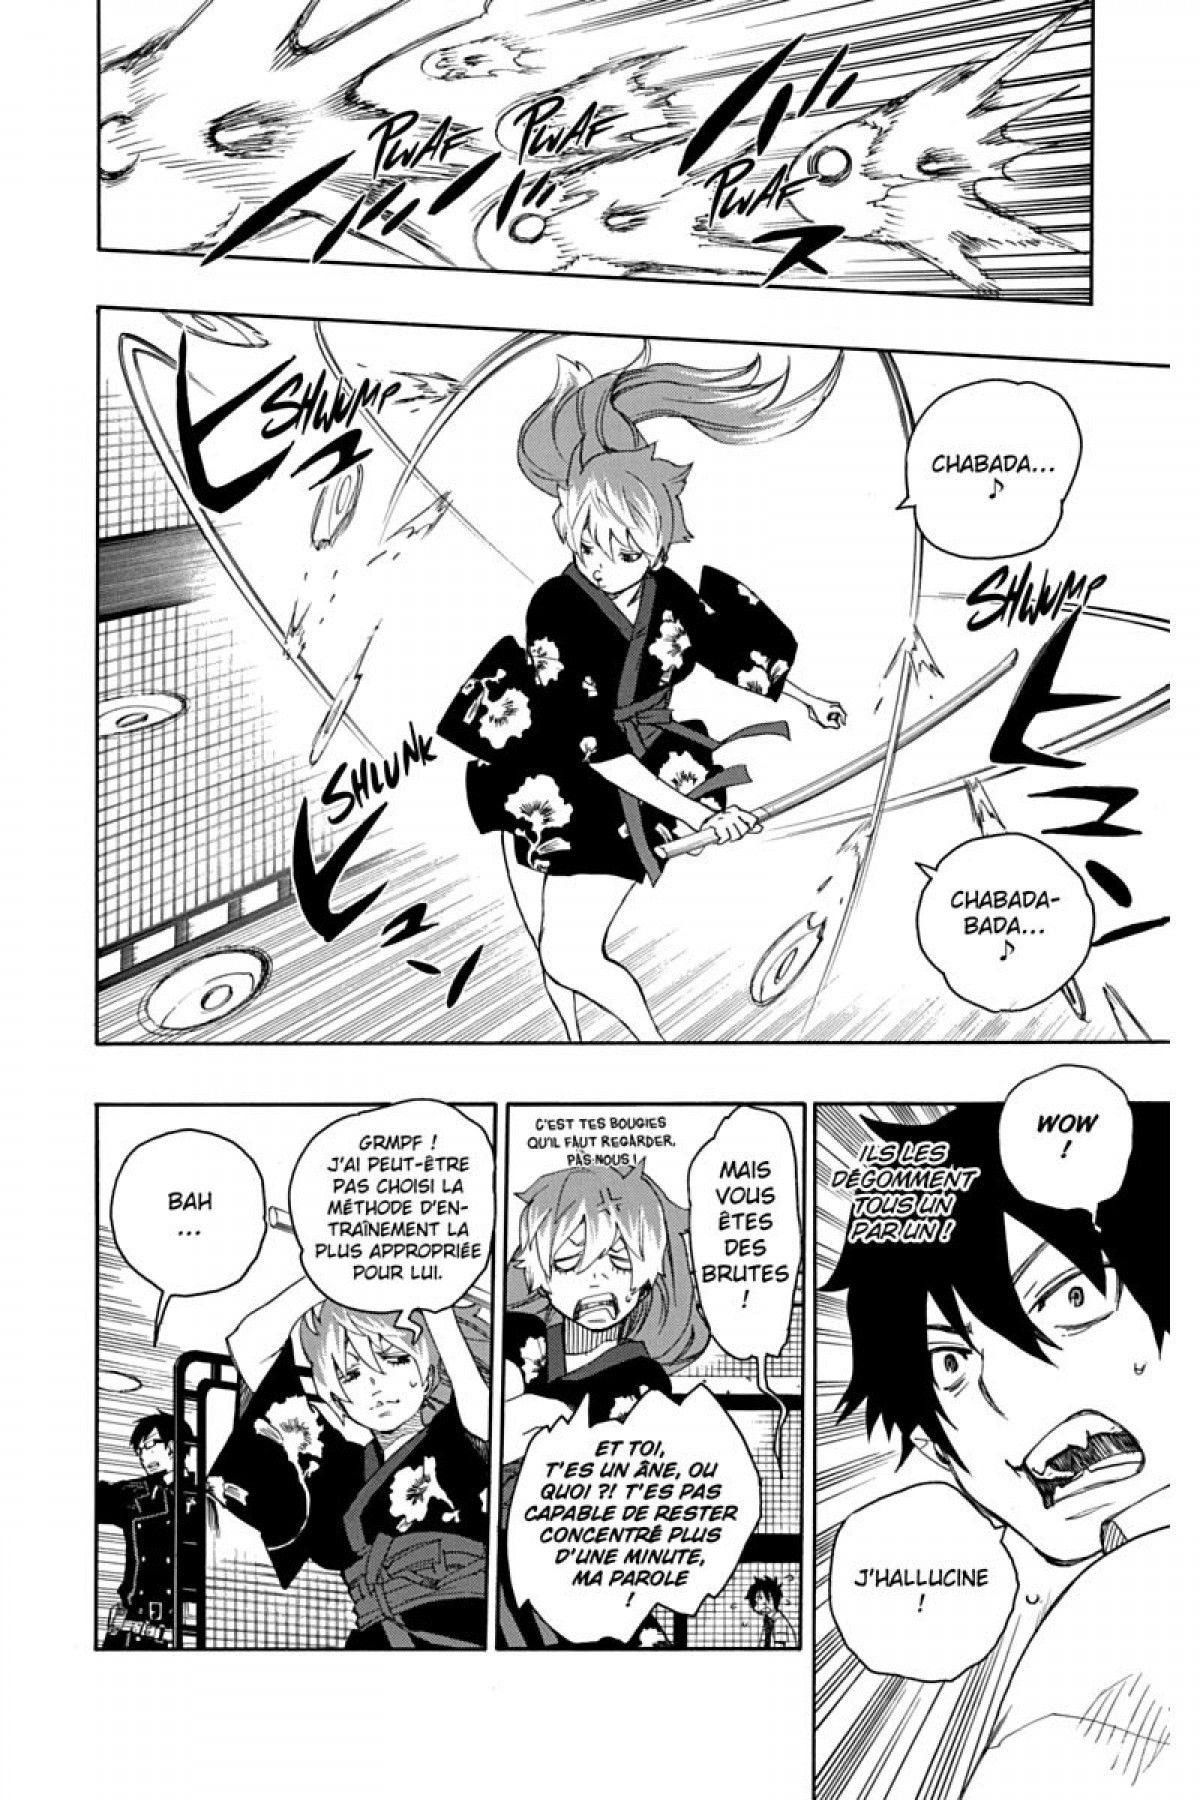 PWAF
PWAF
PWAF
CHABADA...
♪
SHWUMP
SHWUMP
SHLUNK
CHABADA-
BADA...
♪
WOW
!
ILS LES
DÉGOMMENT
TOUS UN
PAR UN !
J'HALLUCINE
!
C'EST TES BOUGIES
QU'IL FAUT REGARDER,
PAS NOUS !
MAIS
VOUS
ÊTES
DES
BRUTES
!
ET TOI,
T'ES UN ÂNE, OU
QUOI ?! T'ES PAS
CAPABLE DE RESTER
CONCENTRÉ PLUS
D'UNE MINUTE,
MA PAROLE
!
GRMPF !
J'AI PEUT-ÊTRE
PAS CHOISI LA
MÉTHODE D'EN-
TRAÎNEMENT LA
PLUS APPROPRIÉE
POUR LUI.
BAH
...